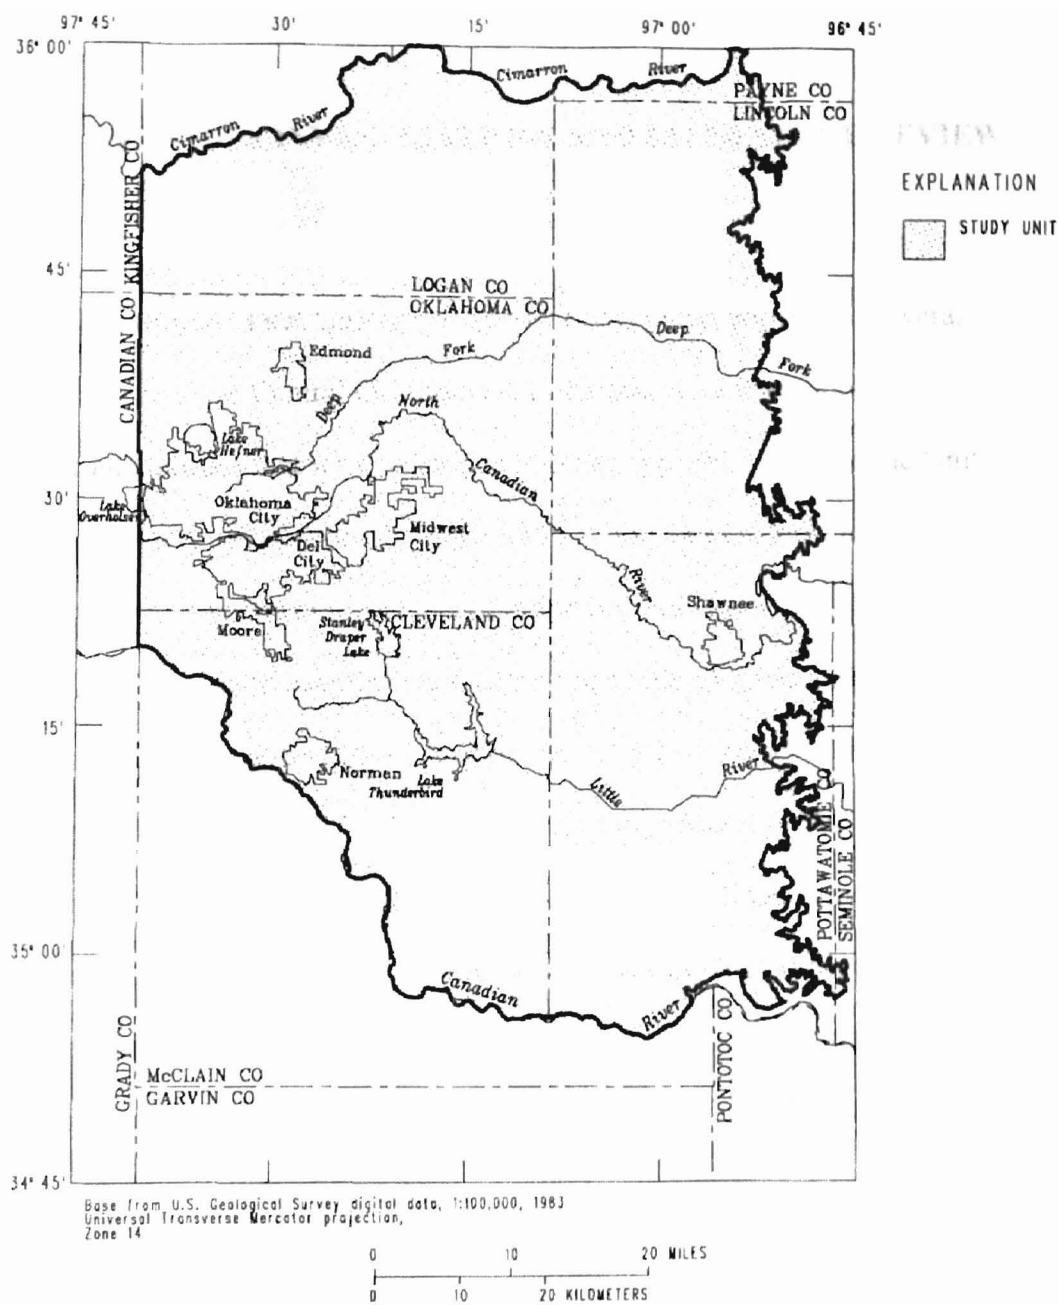 97° 45' 30' 15' 97° 00' 96° 45'
36° 00'
Cimarron River
Cimarron River
PAYNE CO
LINCOLN CO
EXPLANATION
STUDY UNIT
CANADIAN CO KINGFISHER CO
45'
LOGAN CO
OKLAHOMA CO
Deep Fork
Deep Fork
Edmond
North Canadian River
Lake
Hefner
30'
Lake
Overholser
Oklahoma
City
Del
City
Midwest
City
Shawnee
Moore
Stanley
Draper
Lake
CLEVELAND CO
15'
Norman
Lake
Thunderbird
Little River
POTTAWATOMIE CO
SEMINOLE CO
35° 00'
Canadian River
GRADY CO
McCLAIN CO
GARVIN CO
PONTOTOC CO
34° 45'
Base from U.S. Geological Survey digital data, 1:100,000, 1983
Universal Transverse Mercator projection,
Zone 14
0 10 20 MILES
0 10 20 KILOMETERS